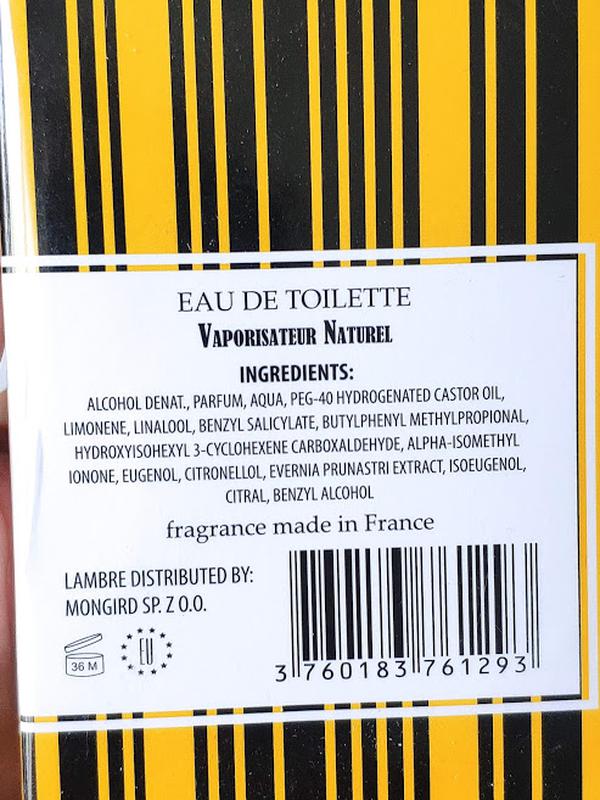 EAU DE TOILETTE
VAPORISATEUR NATUREL
INGREDIENTS:
ALCOHOL DENAT., PARFUM, AQUA, PEG-40 HYDROGENATED CASTOR OIL,
LIMONENE, LINALOOL, BENZYL SALICYLATE, BUTYLPHENYL METHYLPROPIONAL,
HYDROXYISOHEXYL 3-CYCLOHEXENE CARBOXALDEHYDE, ALPHA-ISOMETHYL
IONONE, EUGENOL, CITRONELLOL, EVERNIA PRUNASTRI EXTRACT, ISOEUGENOL,
CITRAL, BENZYL ALCOHOL
fragrance made in France
LAMBRE DISTRIBUTED BY:
MONGIRD SP. Z O.O.
36 M
EU
3 760183 761293